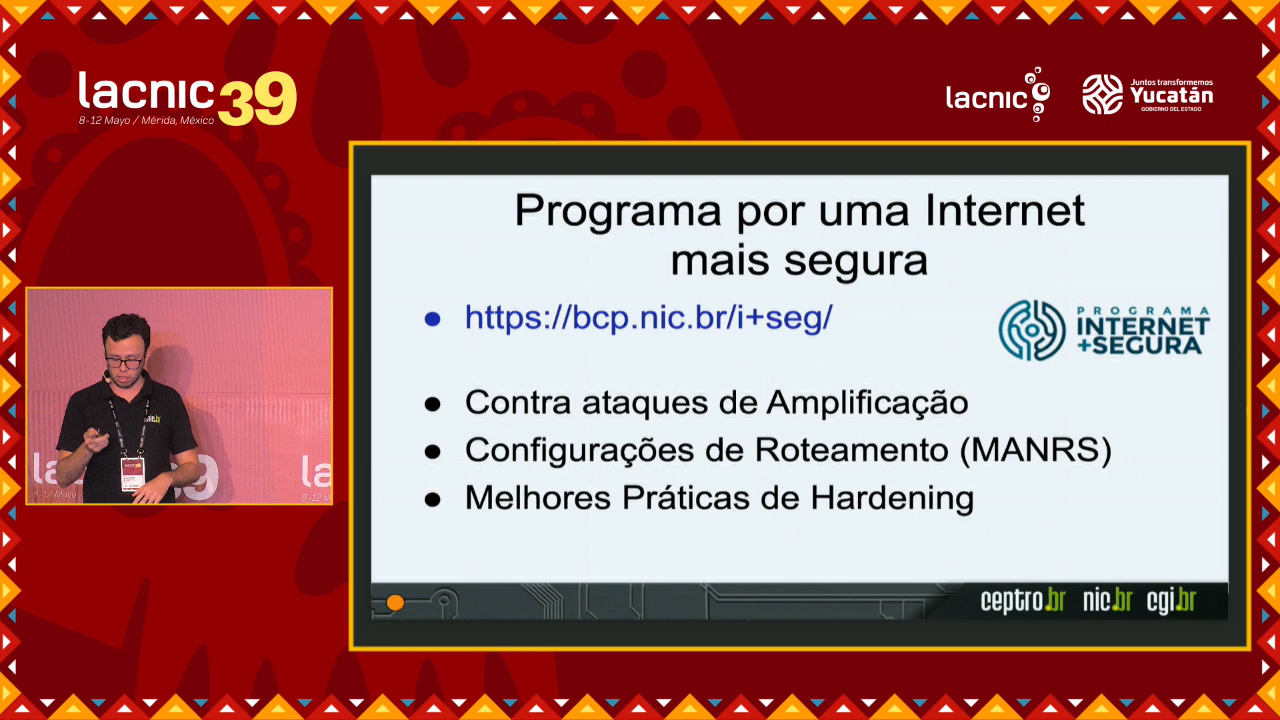 lacnic39
8-12 Mayo / Mérida, México
lacnic
Juntos transformemos
Yucatán
GOBIERNO DEL ESTADO
Programa por uma Internet
mais segura
● https://bcp.nic.br/i+seg/
PROGRAMA
INTERNET
+SEGURA
● Contra ataques de Amplificação
● Configurações de Roteamento (MANRS)
● Melhores Práticas de Hardening
ceptro.br nic.br cgi.br